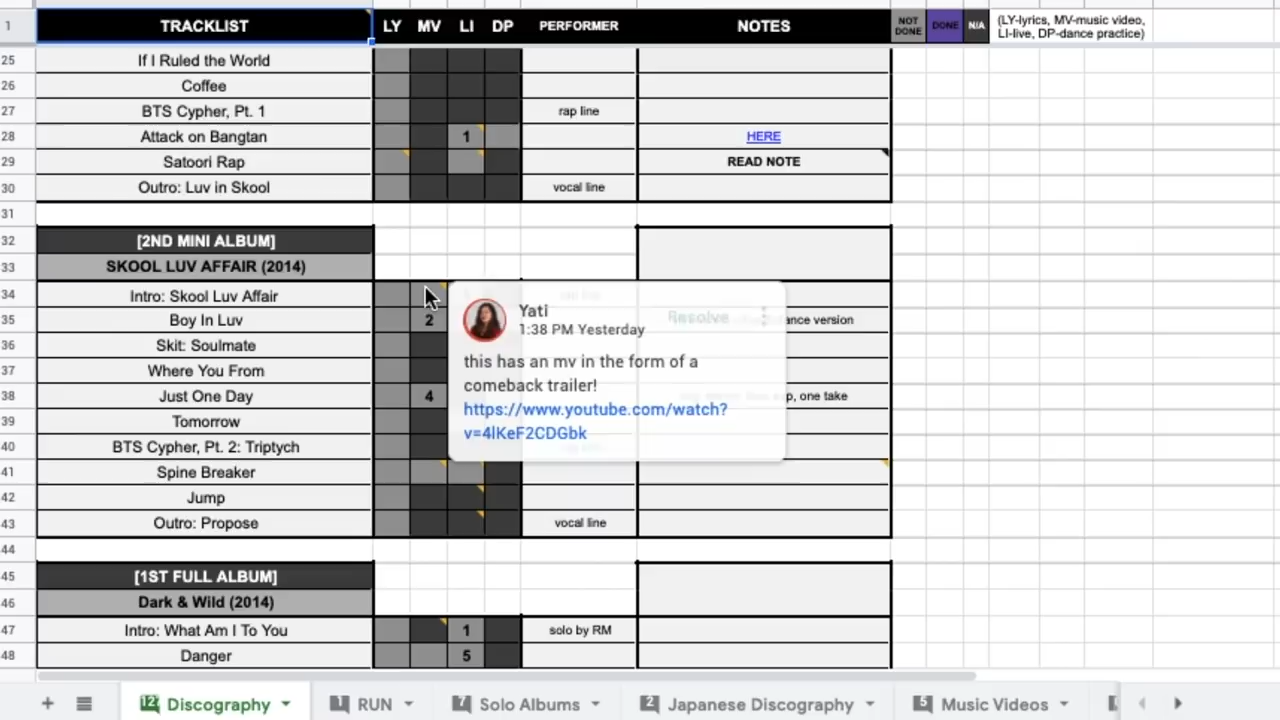 1 TRACKLIST LY MV LI DP PERFORMER NOTES NOT DONE DONE N/A (LY-lyrics, MV-music video, LI-live, DP-dance practice)
25 If I Ruled the World
26 Coffee
27 BTS Cypher, Pt. 1 rap line
28 Attack on Bangtan 1 HERE
29 Satoori Rap READ NOTE
30 Outro: Luv in Skool vocal line
31
32 [2ND MINI ALBUM]
33 SKOOL LUV AFFAIR (2014)
34 Intro: Skool Luv Affair
35 Boy In Luv 2 dance version
36 Skit: Soulmate
37 Where You From
38 Just One Day 4 one take
39 Tomorrow
40 BTS Cypher, Pt. 2: Triptych
41 Spine Breaker
42 Jump
43 Outro: Propose vocal line
44
45 [1ST FULL ALBUM]
46 Dark & Wild (2014)
47 Intro: What Am I To You 1 solo by RM
48 Danger 5
Yati
1:38 PM Yesterday
Resolve
this has an mv in the form of a
comeback trailer!
https://www.youtube.com/watch?
v=4lKeF2CDGbk
12 Discography 1 RUN 7 Solo Albums 2 Japanese Discography 5 Music Videos